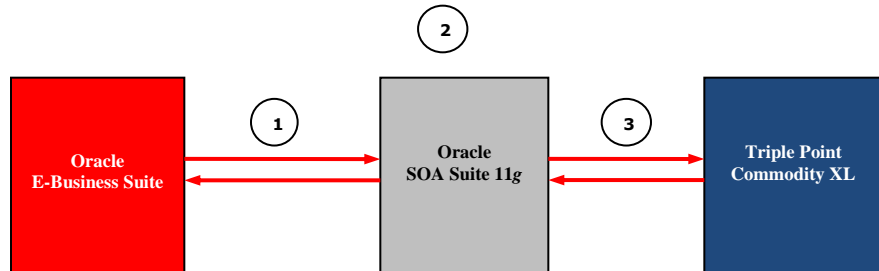 2
1
3
Oracle
E-Business Suite
Oracle
SOA Suite 11g
Triple Point
Commodity XL